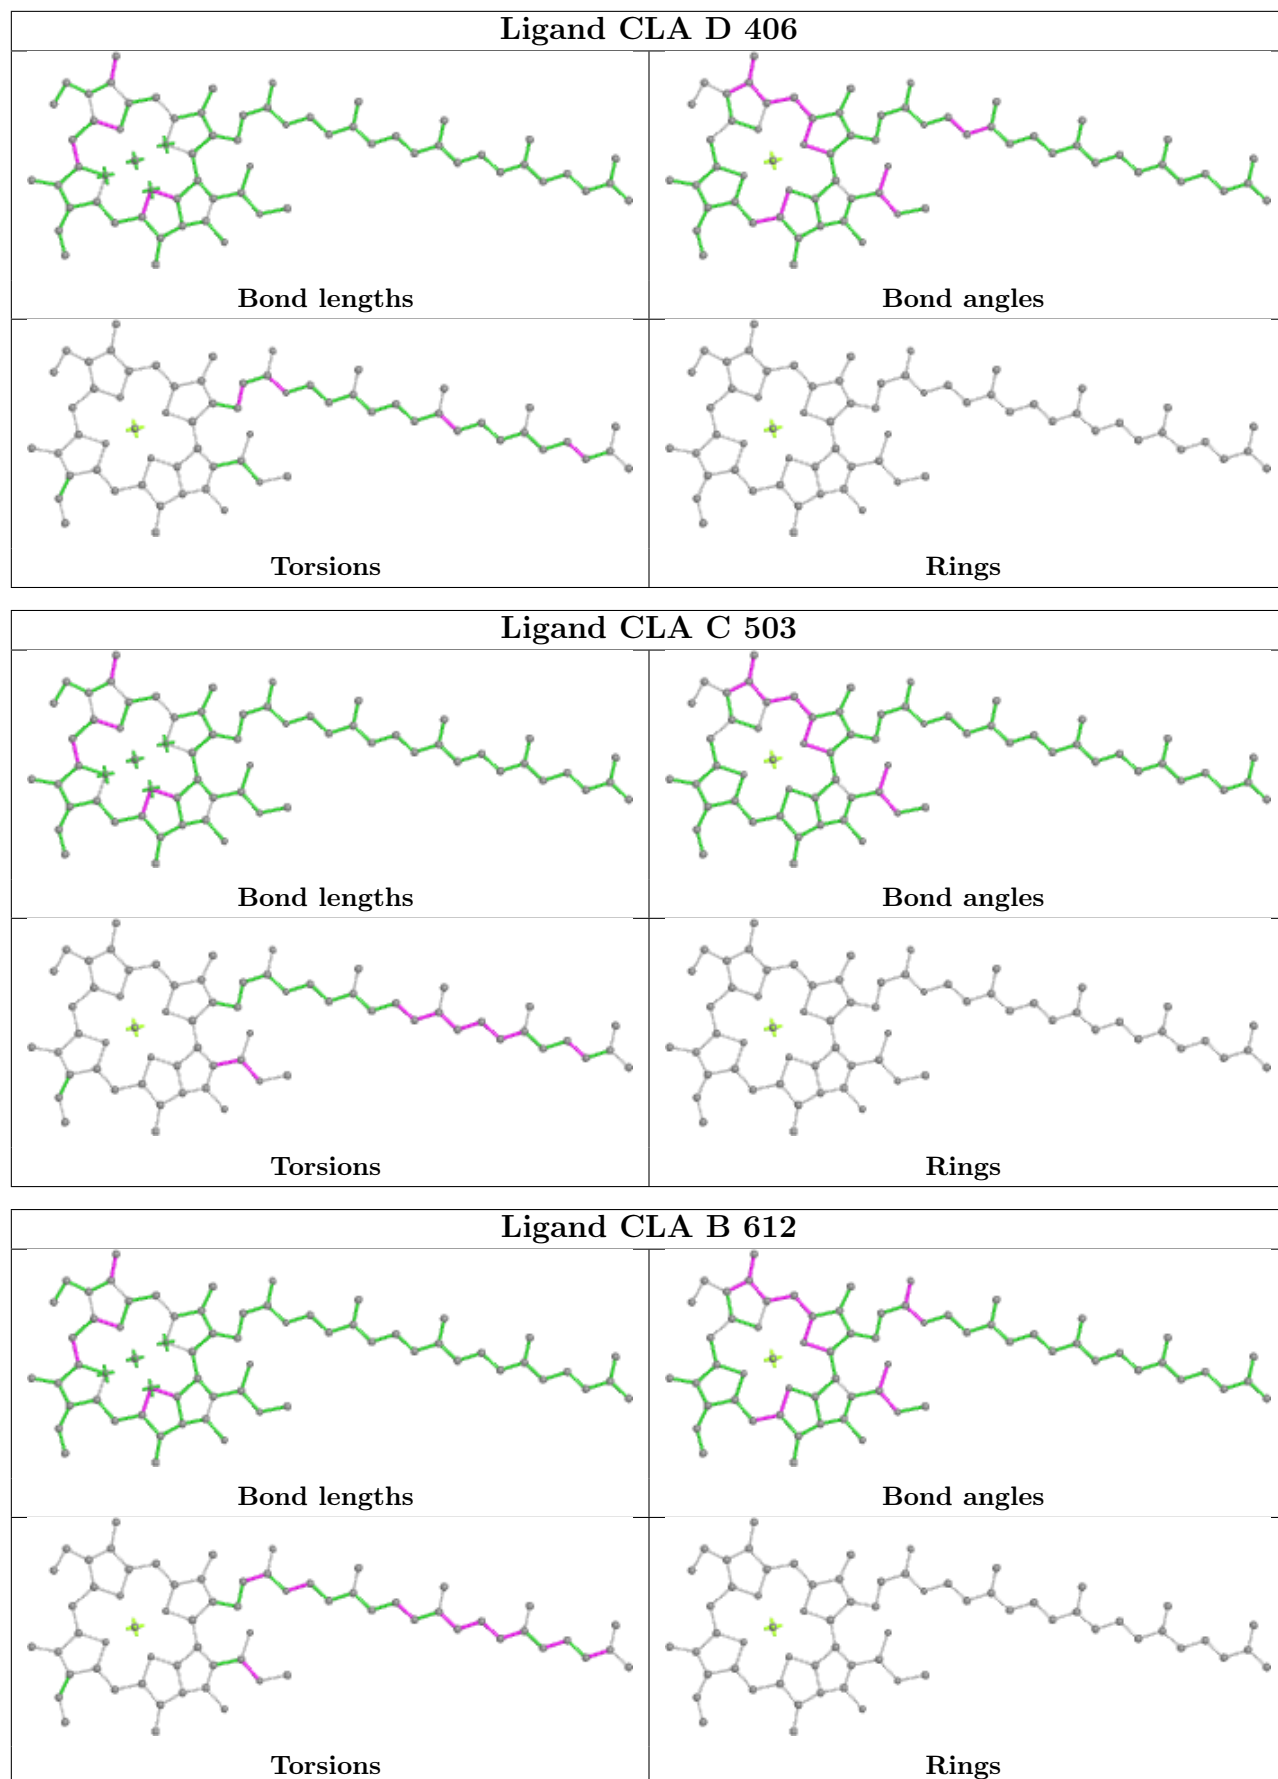 Ligand CLA D 406
Bond lengths
Bond angles
Torsions
Rings
Ligand CLA C 503
Bond lengths
Bond angles
Torsions
Rings
Ligand CLA B 612
Bond lengths
Bond angles
Torsions
Rings